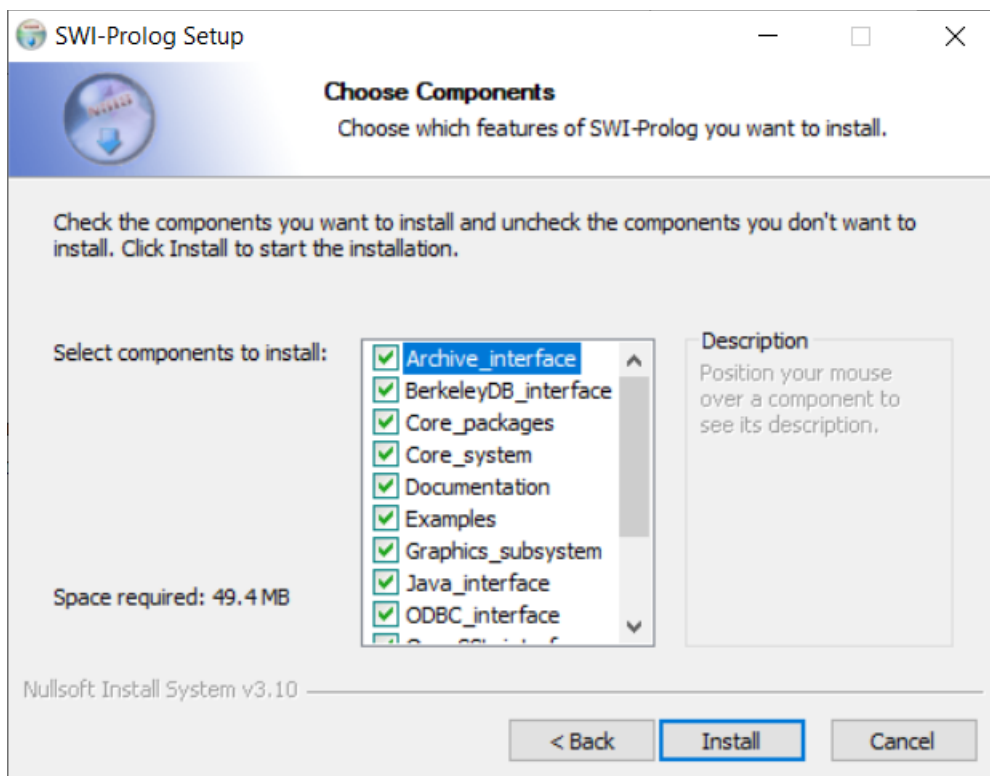 SWI-Prolog Setup
Choose Components
Choose which features of SWI-Prolog you want to install.
Check the components you want to install and uncheck the components you don't want to
install. Click Install to start the installation.
Select components to install:
Archive_interface
BerkeleyDB_interface
Core_packages
Core_system
Documentation
Examples
Graphics_subsystem
Java_interface
ODBC_interface
Description
Position your mouse
over a component to
see its description.
Space required: 49.4 MB
Nullsoft Install System v3.10
< Back
Install
Cancel